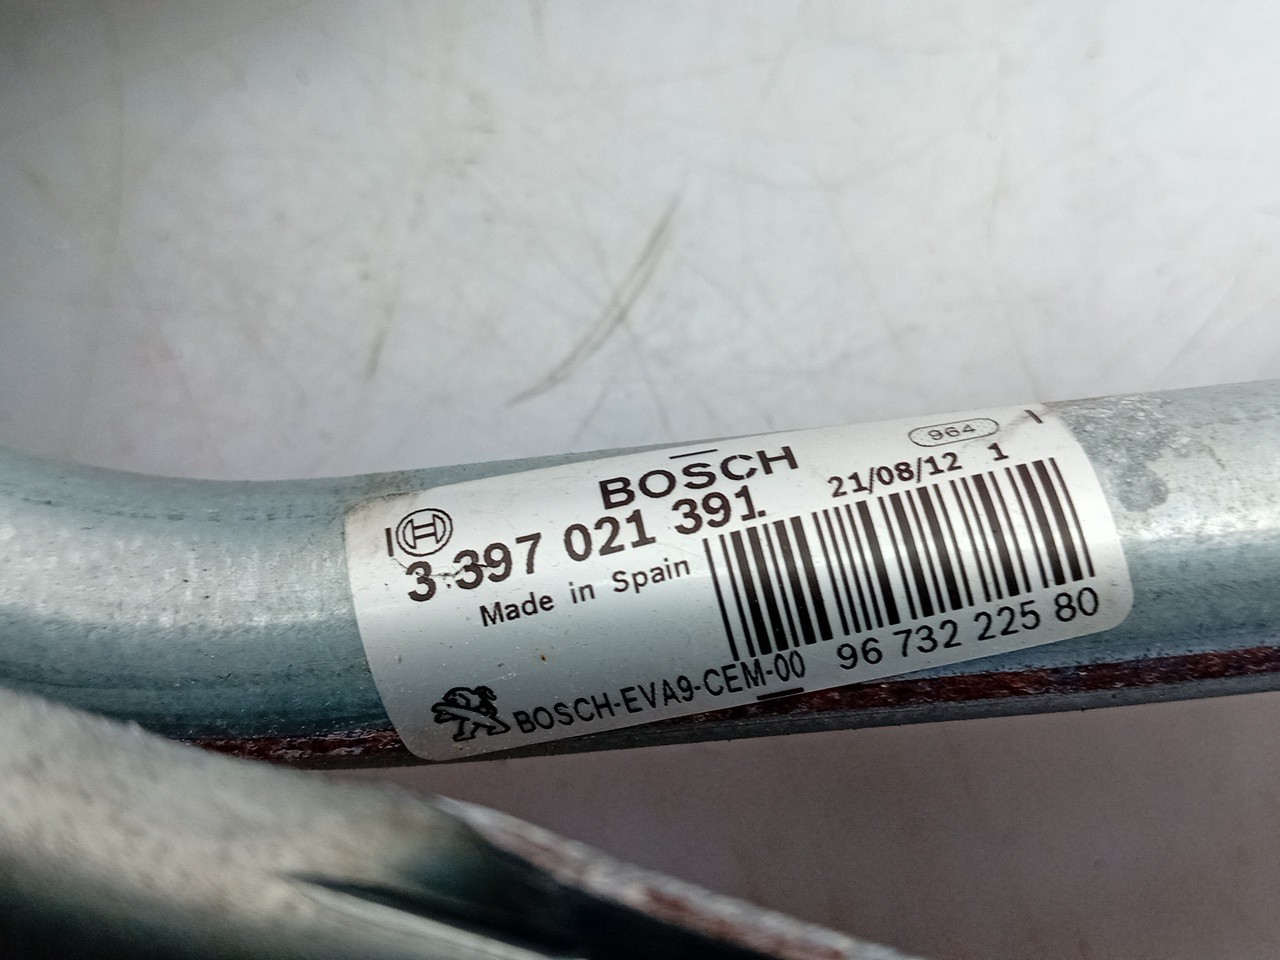 964
BOSCH
3 397 021 391
21/08/12 1
Made in Spain
BOSCH-EVA9-CEM-00
96 732 225 80